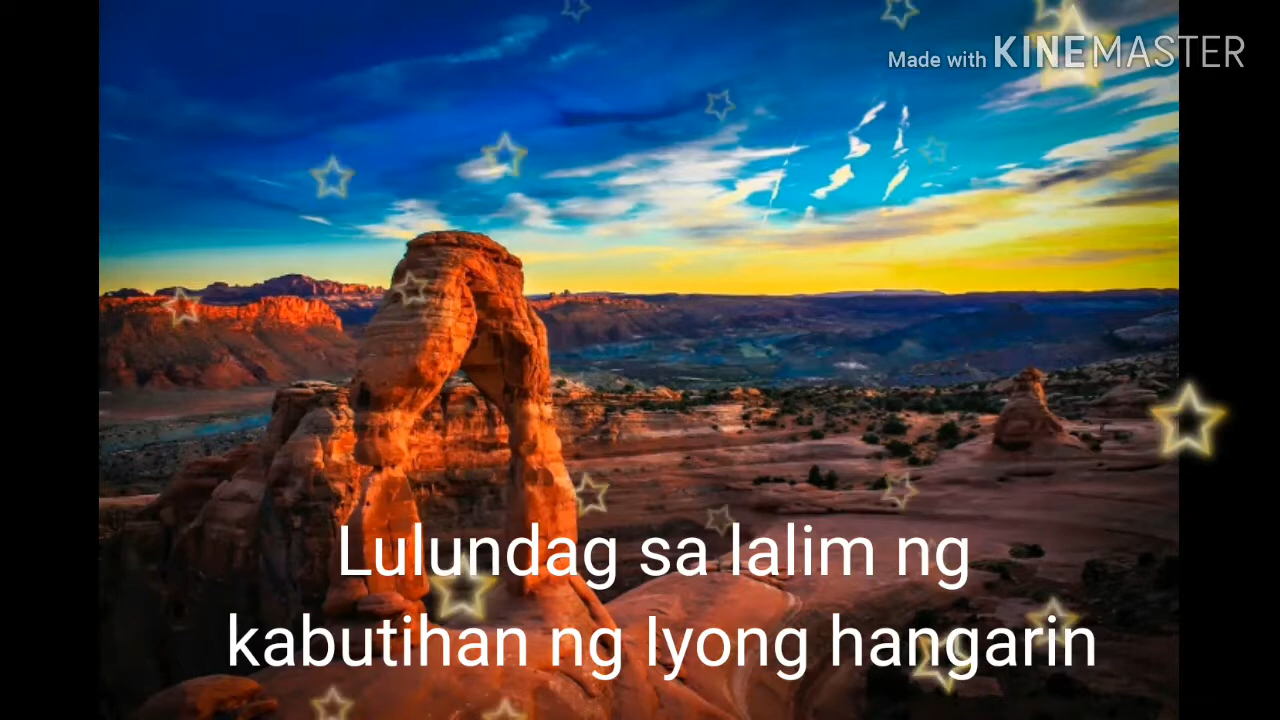 Made with KINEMASTER
Lulundag sa lalim ng
kabutihan ng Iyong hangarin